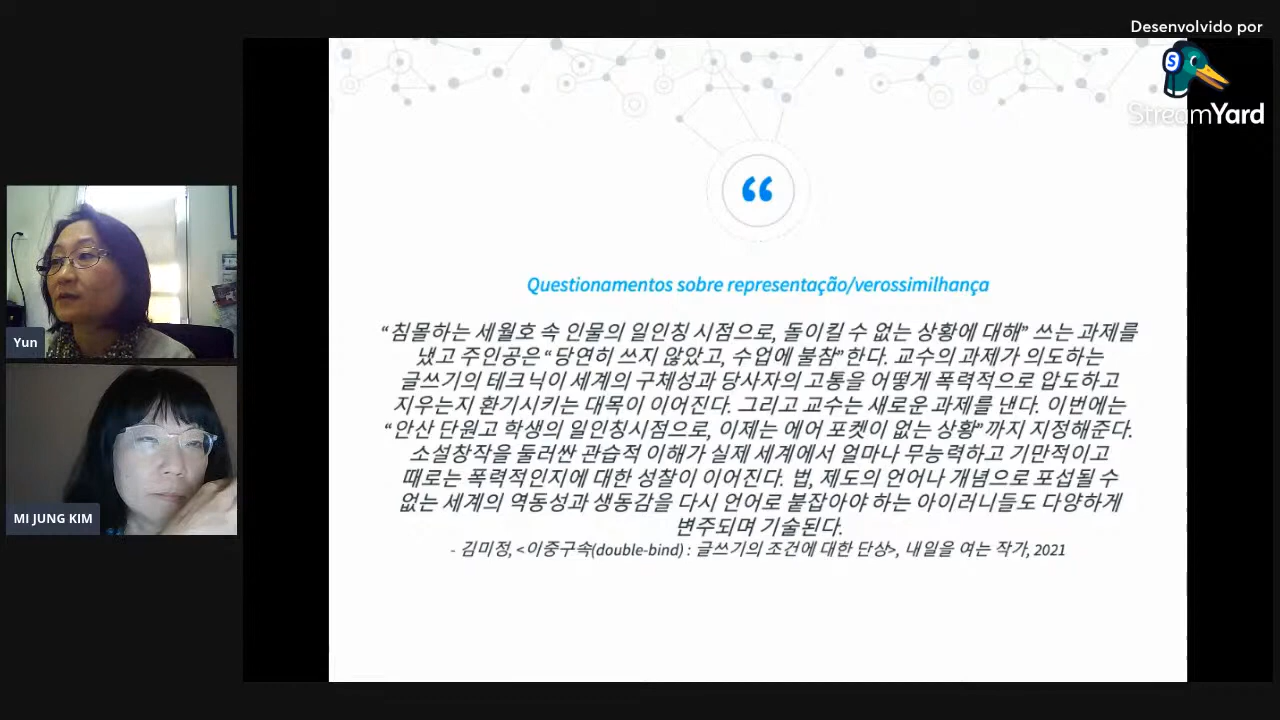 Desenvolvido por
StreamYard
Questionamentos sobre representação/verossimilhança
“침몰하는 세월호 속 인물의 일인칭 시점으로, 돌이킬 수 없는 상황에 대해” 쓰는 과제를
냈고 주인공은 “당연히 쓰지 않았고, 수업에 불참”한다. 교수의 과제가 의도하는
글쓰기의 테크닉이 세계의 구체성과 당사자의 고통을 어떻게 폭력적으로 압도하고
지우는지 환기시키는 대목이 이어진다. 그리고 교수는 새로운 과제를 낸다. 이번에는
“안산 단원고 학생의 일인칭시점으로, 이제는 에어 포켓이 없는 상황”까지 지정해준다.
소설창작을 둘러싼 관습적 이해가 실제 세계에서 얼마나 무능력하고 기만적이고
때로는 폭력적인지에 대한 성찰이 이어진다. 법, 제도의 언어나 개념으로 포섭될 수
없는 세계의 역동성과 생동감을 다시 언어로 붙잡아야 하는 아이러니들도 다양하게
변주되며 기술된다.
- 김미정, <이중구속(double-bind) : 글쓰기의 조건에 대한 단상>, 내일을 여는 작가, 2021
Yun
MI JUNG KIM